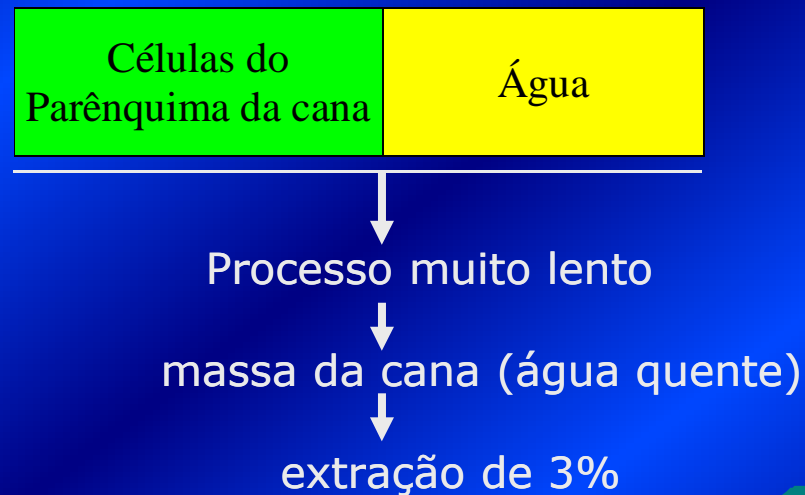 Células do
Parênquima da cana
Água
Processo muito lento
massa da cana (água quente)
extração de 3%